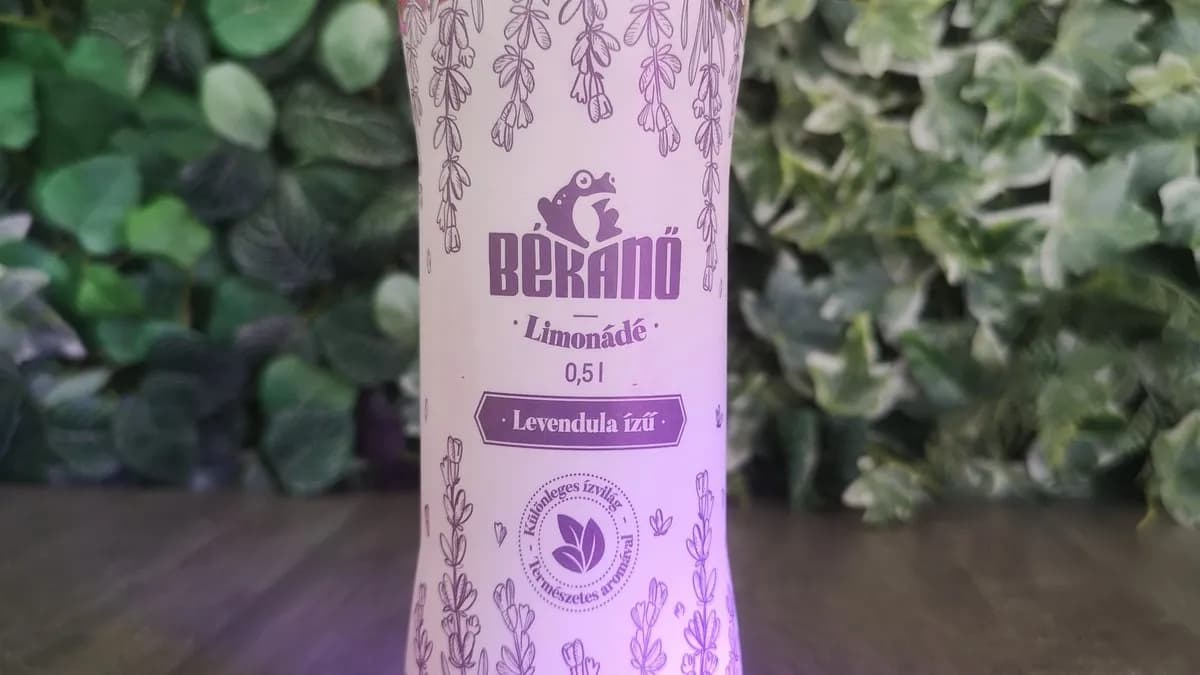 BÉKANŐ
· Limonádé ·
0,5 l
· Levendula ízű ·
- Különleges ízvilág -
Természetes aromával